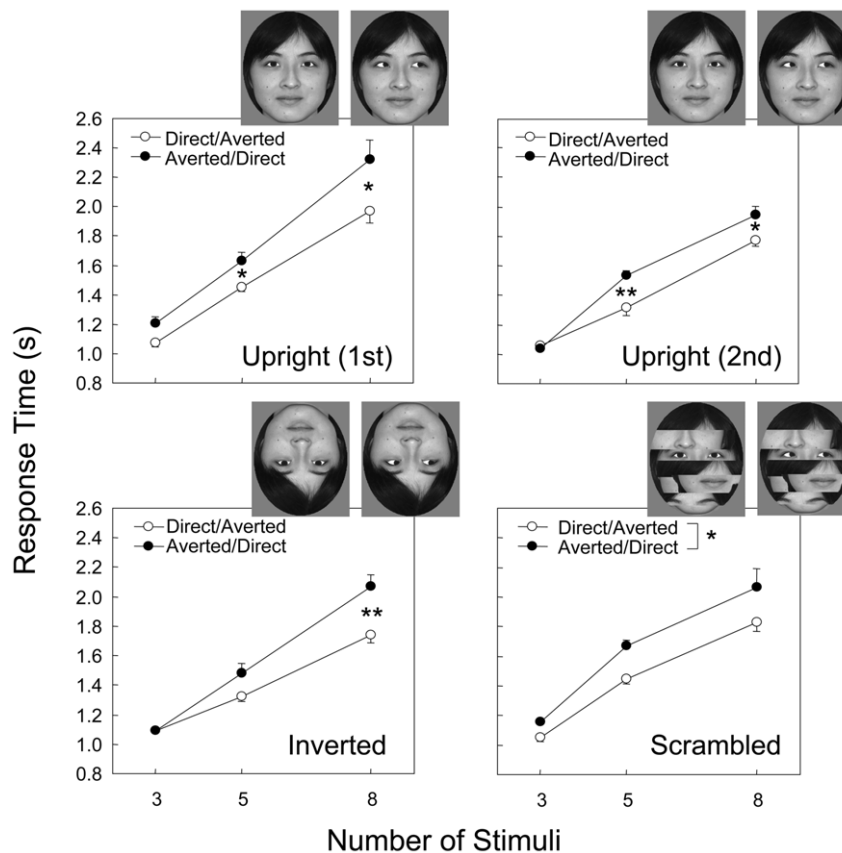 2.6
2.4
2.2
2.0
1.8
1.6
1.4
1.2
1.0
0.8
Direct/Averted
Averted/Direct
*
*
Upright (1st)
Direct/Averted
Averted/Direct
**
*
Upright (2nd)
Response Time (s)
2.6
2.4
2.2
2.0
1.8
1.6
1.4
1.2
1.0
0.8
Direct/Averted
Averted/Direct
**
Inverted
3 5 8
Direct/Averted
Averted/Direct
*
Scrambled
3 5 8
Number of Stimuli